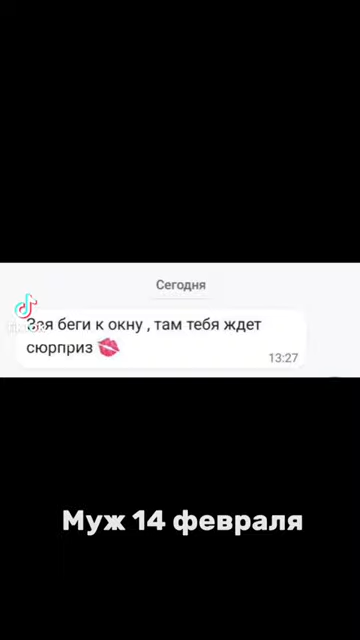 Сегодня
Зая беги к окну , там тебя ждет
сюрприз 💋
13:27
Муж 14 февраля